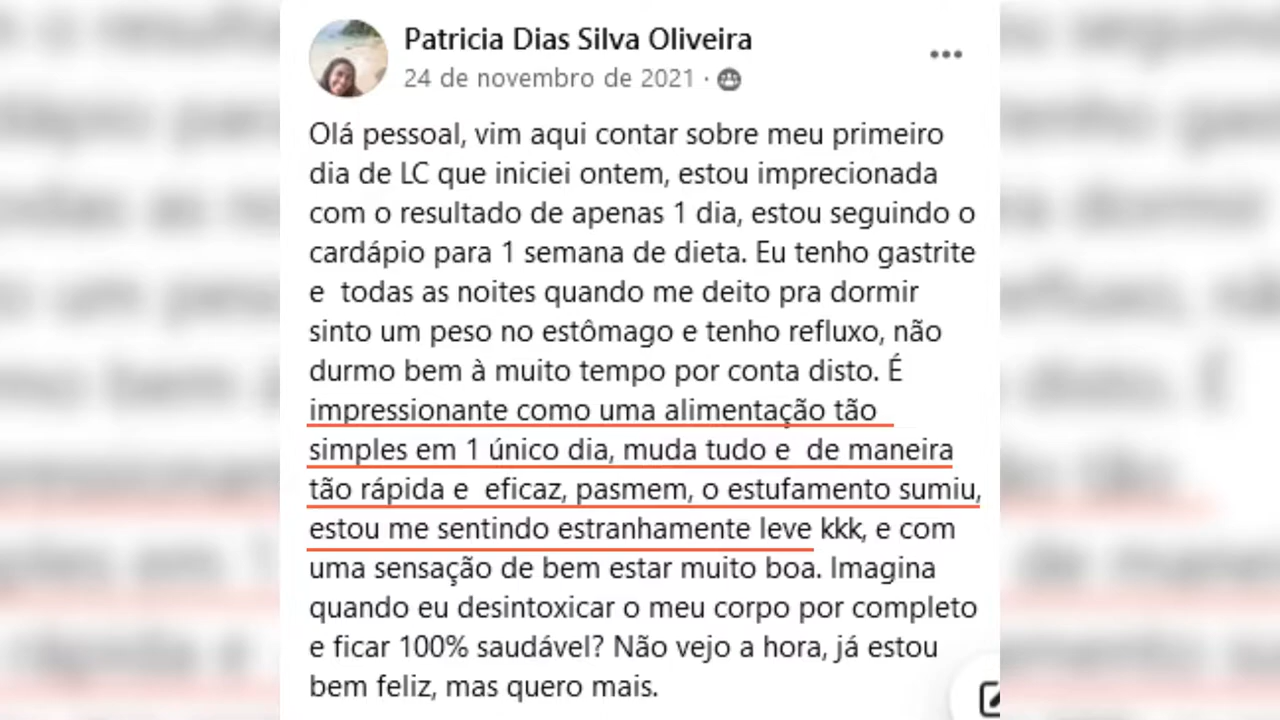 Patricia Dias Silva Oliveira
24 de novembro de 2021 ·
Olá pessoal, vim aqui contar sobre meu primeiro
dia de LC que iniciei ontem, estou imprecionada
com o resultado de apenas 1 dia, estou seguindo o
cardápio para 1 semana de dieta. Eu tenho gastrite
e todas as noites quando me deito pra dormir
sinto um peso no estômago e tenho refluxo, não
durmo bem à muito tempo por conta disto. É
impressionante como uma alimentação tão
simples em 1 único dia, muda tudo e de maneira
tão rápida e eficaz, pasmem, o estufamento sumiu,
estou me sentindo estranhamente leve kkk, e com
uma sensação de bem estar muito boa. Imagina
quando eu desintoxicar o meu corpo por completo
e ficar 100% saudável? Não vejo a hora, já estou
bem feliz, mas quero mais.